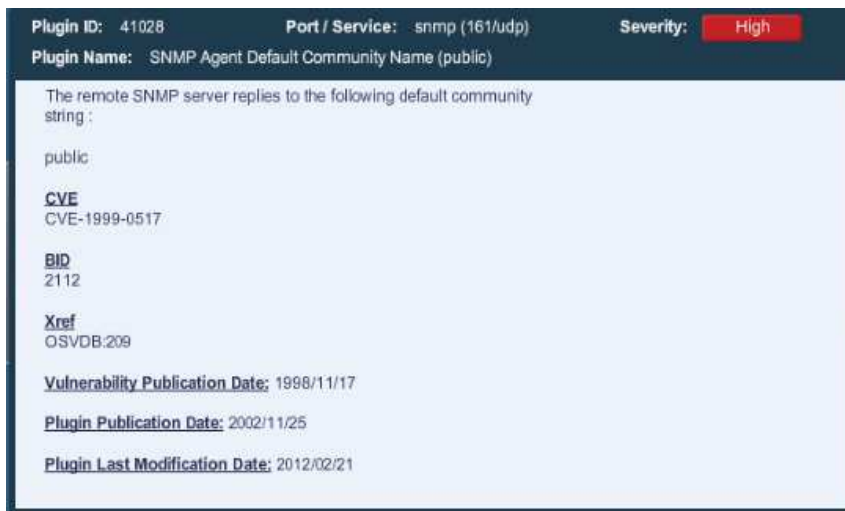 Plugin ID: 41028 Port / Service: snmp (161/udp) Severity: High
Plugin Name: SNMP Agent Default Community Name (public)
The remote SNMP server replies to the following default community
string :
public
CVE
CVE-1999-0517
BID
2112
Xref
OSVDB:209
Vulnerability Publication Date: 1998/11/17
Plugin Publication Date: 2002/11/25
Plugin Last Modification Date: 2012/02/21